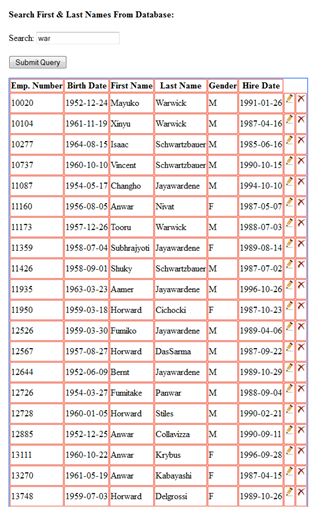 Search First & Last Names From Database:
Search: war
Submit Query
Emp. Number Birth Date First Name Last Name Gender Hire Date
10020 1952-12-24 Mayuko Warwick M 1991-01-26
10104 1961-11-19 Xinyu Warwick M 1987-04-16
10277 1964-08-15 Isaac Schwartzbauer M 1985-06-16
10737 1960-10-10 Vincent Schwartzbauer M 1990-10-15
11087 1954-05-17 Changho Jayawardene M 1994-10-10
11160 1956-08-05 Anwar Nivat F 1987-05-07
11173 1957-12-26 Tooru Warwick M 1988-07-03
11359 1958-07-04 Subhrajyoti Jayawardene F 1989-08-14
11426 1958-09-01 Shuky Schwartzbauer M 1987-07-02
11935 1963-03-23 Aamer Jayawardene M 1996-10-26
11950 1959-03-18 Horward Cichocki F 1987-10-23
12526 1959-03-30 Fumiko Jayawardene M 1989-04-06
12567 1957-08-27 Horward DasSarma M 1987-09-22
12644 1952-06-09 Bernt Jayawardene M 1989-10-29
12726 1954-03-27 Fumitake Panwar M 1988-09-04
12728 1960-01-05 Horward Stiles M 1990-02-21
12885 1952-12-25 Anwar Collavizza M 1990-09-11
13111 1960-10-22 Anwar Krybus F 1996-09-28
13270 1961-05-19 Anwar Kabayashi F 1987-04-15
13748 1959-07-03 Horward Delgrossi F 1989-10-26